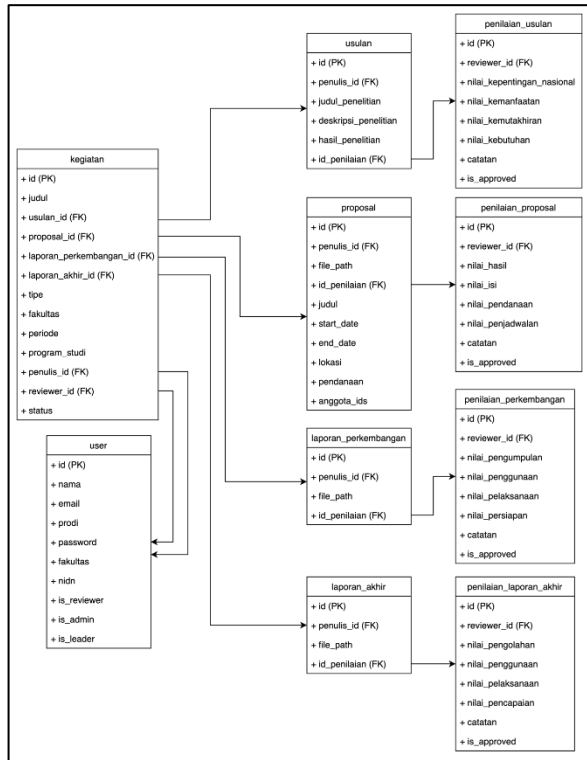 kegiatan
+ id (PK)
+ judul
+ usulan_id (FK)
+ proposal_id (FK)
+ laporan_perkembangan_id (FK)
+ laporan_akhir_id (FK)
+ tipe
+ fakultas
+ periode
+ program_studi
+ penulis_id (FK)
+ reviewer_id (FK)
+ status
user
+ id (PK)
+ nama
+ email
+ prodi
+ password
+ fakultas
+ nidn
+ is_reviewer
+ is_admin
+ is_leader
usulan
+ id (PK)
+ penulis_id (FK)
+ judul_penelitian
+ deskripsi_penelitian
+ hasil_penelitian
+ id_penilaian (FK)
proposal
+ id (PK)
+ penulis_id (FK)
+ file_path
+ id_penilaian (FK)
+ judul
+ start_date
+ end_date
+ lokasi
+ pendanaan
+ anggota_ids
laporan_perkembangan
+ id (PK)
+ penulis_id (FK)
+ file_path
+ id_penilaian (FK)
laporan_akhir
+ id (PK)
+ penulis_id (FK)
+ file_path
+ id_penilaian (FK)
penilaian_usulan
+ id (PK)
+ reviewer_id (FK)
+ nilai_kepentingan_nasional
+ nilai_kemanfaatan
+ nilai_kemutakhiran
+ nilai_kebutuhan
+ catatan
+ is_approved
penilaian_proposal
+ id (PK)
+ reviewer_id (FK)
+ nilai_hasil
+ nilai_isi
+ nilai_pendanaan
+ nilai_penjadwalan
+ catatan
+ is_approved
penilaian_perkembangan
+ id (PK)
+ reviewer_id (FK)
+ nilai_pengumpulan
+ nilai_penggunaan
+ nilai_pelaksanaan
+ nilai_persiapan
+ catatan
+ is_approved
penilaian_laporan_akhir
+ id (PK)
+ reviewer_id (FK)
+ nilai_pengolahan
+ nilai_penggunaan
+ nilai_pelaksanaan
+ nilai_pencapaian
+ catatan
+ is_approved